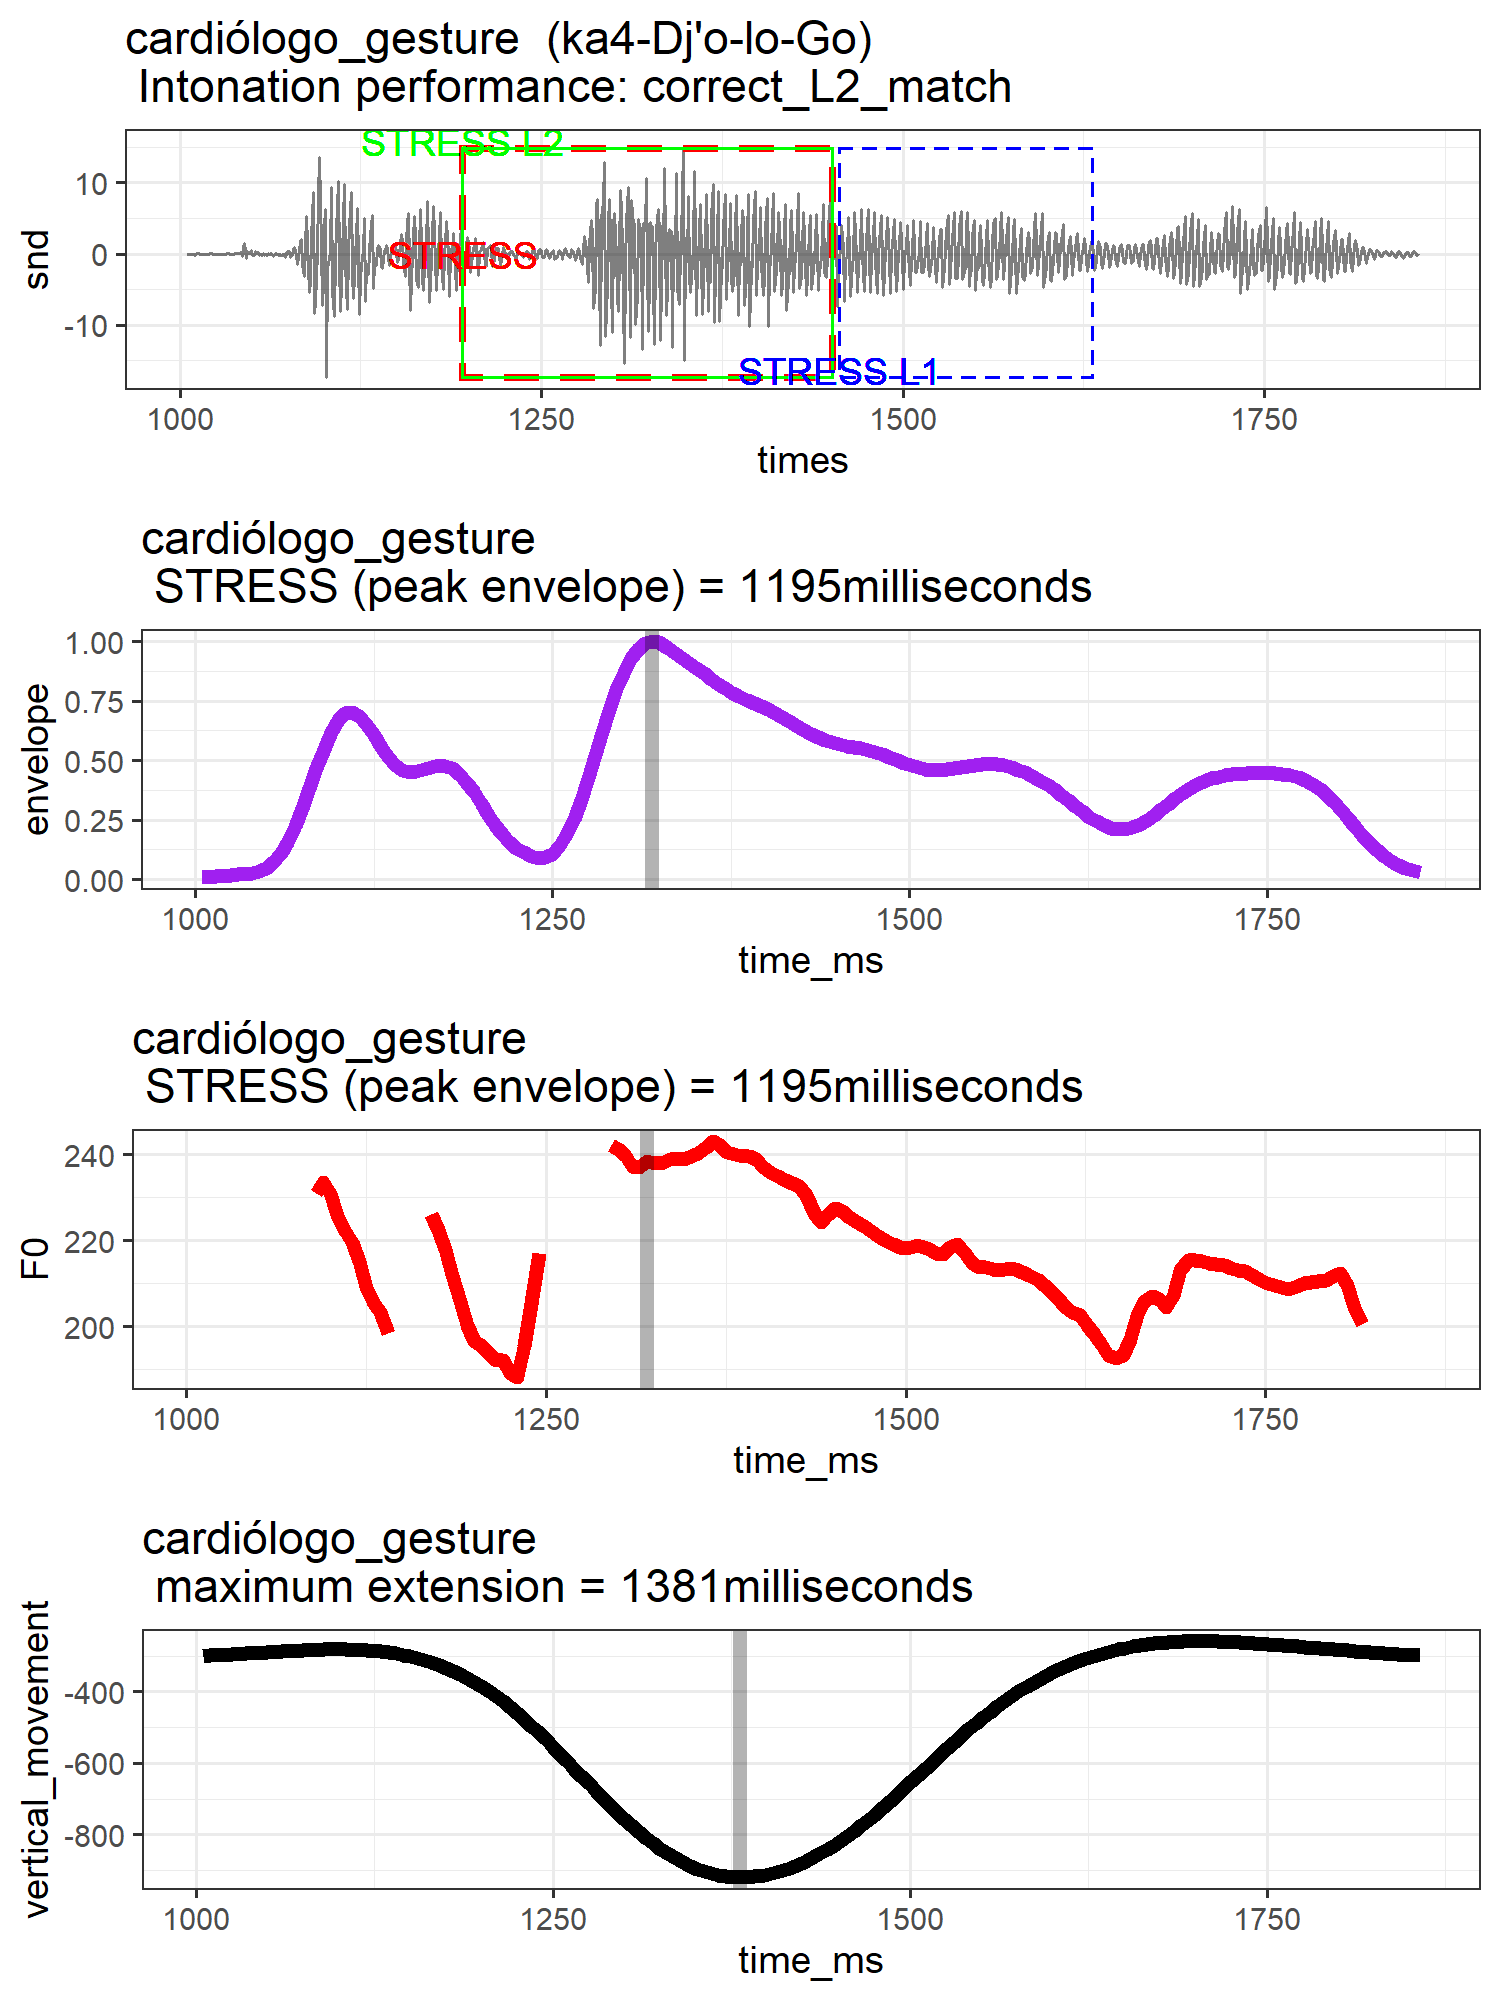 cardiólogo_gesture  (ka4-Dj'o-lo-Go)
Intonation performance: correct_L2_match
STRESS L2
STRESS
STRESS L1
snd
10
0
-10
1000 1250 1500 1750
times
cardiólogo_gesture
STRESS (peak envelope) = 1195milliseconds
envelope
1.00
0.75
0.50
0.25
0.00
1000 1250 1500 1750
time_ms
cardiólogo_gesture
STRESS (peak envelope) = 1195milliseconds
F0
240
220
200
1000 1250 1500 1750
time_ms
cardiólogo_gesture
maximum extension = 1381milliseconds
vertical_movement
-400
-600
-800
1000 1250 1500 1750
time_ms